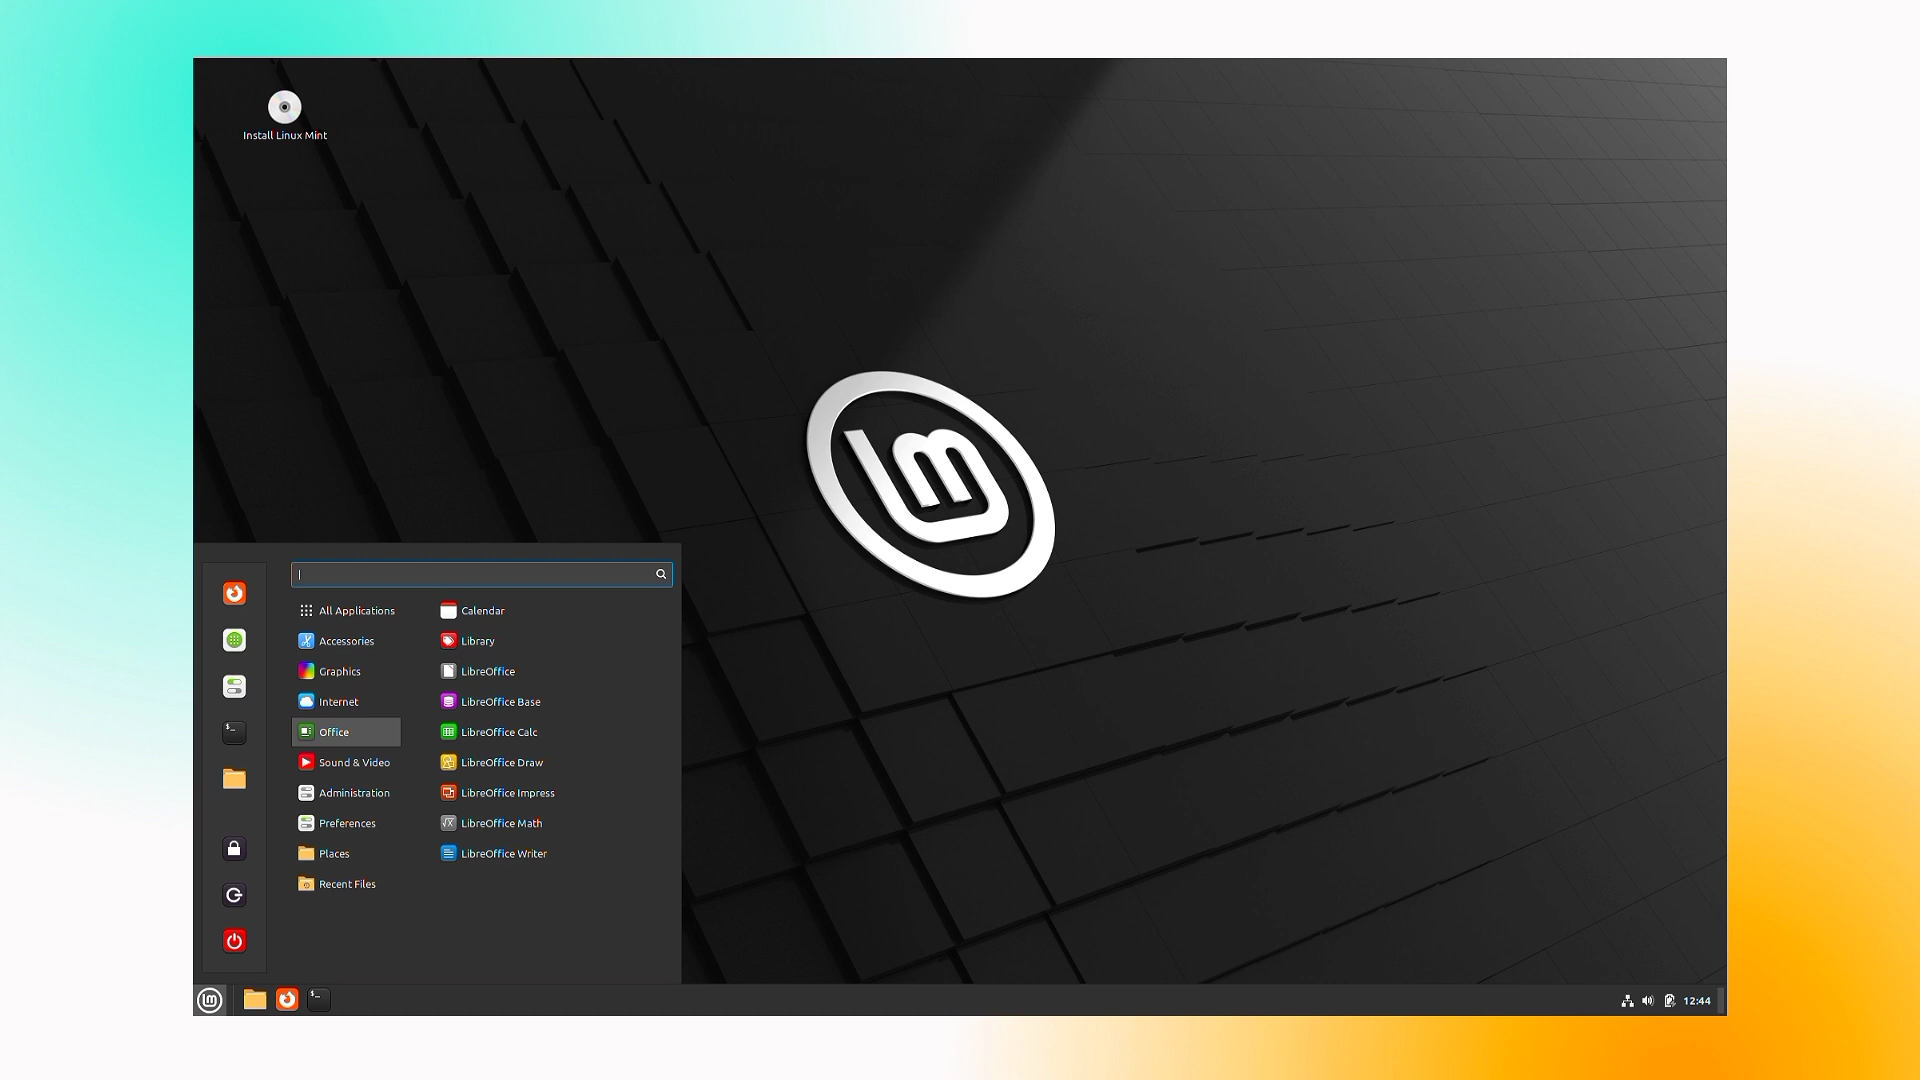 Install Linux Mint
lm
All Applications
Accessories
Graphics
Internet
Office
Sound & Video
Administration
Preferences
Places
Recent Files
Calendar
Library
LibreOffice
LibreOffice Base
LibreOffice Calc
LibreOffice Draw
LibreOffice Impress
LibreOffice Math
LibreOffice Writer
12:44